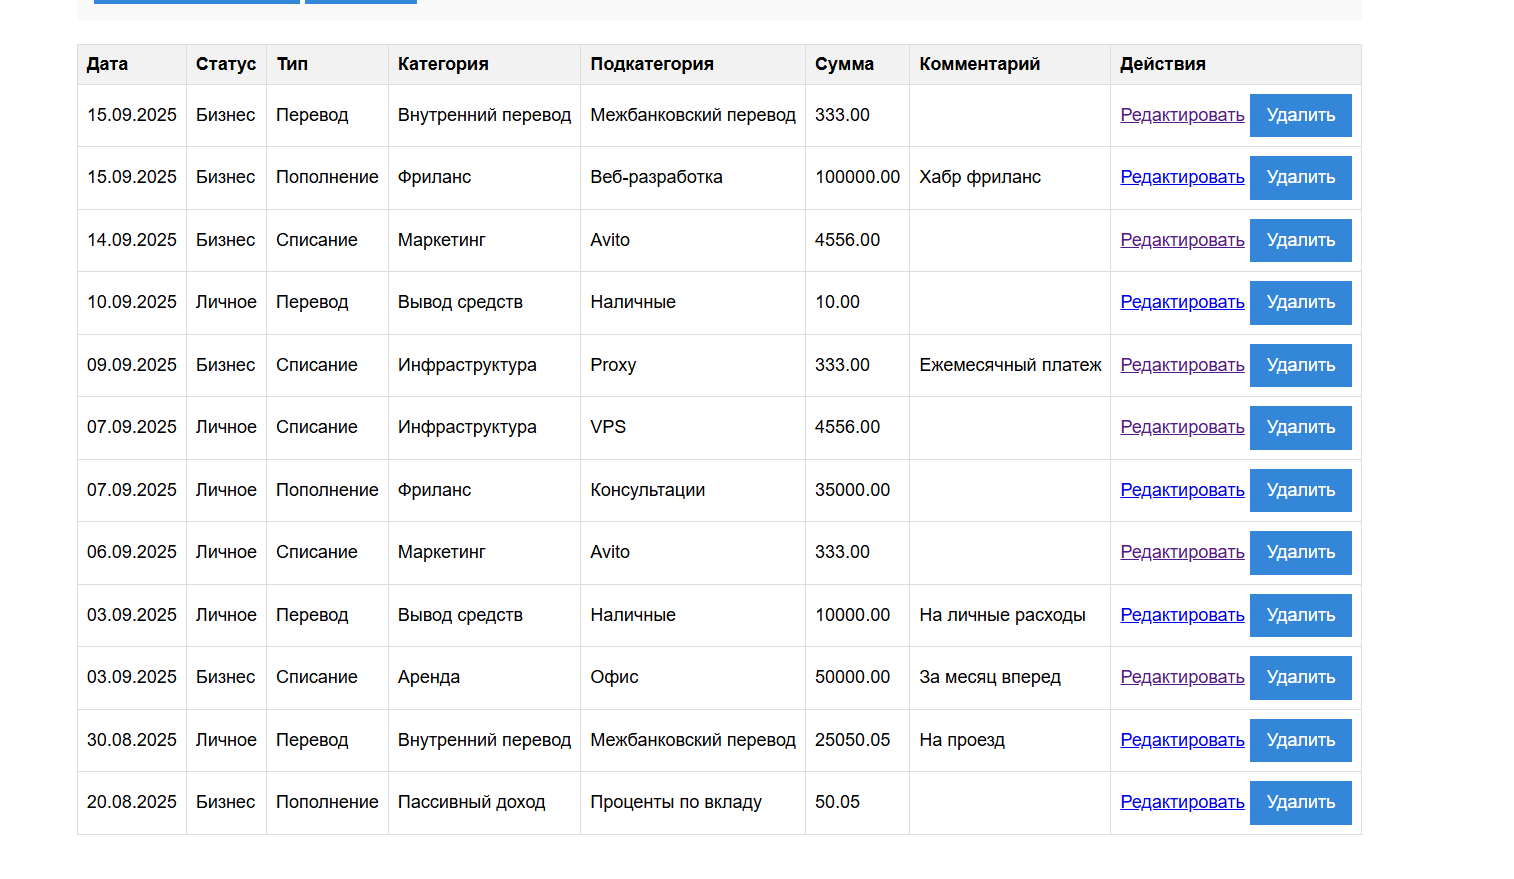 Дата Статус Тип Категория Подкатегория Сумма Комментарий Действия
15.09.2025 Бизнес Перевод Внутренний перевод Межбанковский перевод 333.00 Редактировать Удалить
15.09.2025 Бизнес Пополнение Фриланс Веб-разработка 100000.00 Хабр фриланс Редактировать Удалить
14.09.2025 Бизнес Списание Маркетинг Avito 4556.00 Редактировать Удалить
10.09.2025 Личное Перевод Вывод средств Наличные 10.00 Редактировать Удалить
09.09.2025 Бизнес Списание Инфраструктура Proxy 333.00 Ежемесячный платеж Редактировать Удалить
07.09.2025 Личное Списание Инфраструктура VPS 4556.00 Редактировать Удалить
07.09.2025 Личное Пополнение Фриланс Консультации 35000.00 Редактировать Удалить
06.09.2025 Личное Списание Маркетинг Avito 333.00 Редактировать Удалить
03.09.2025 Личное Перевод Вывод средств Наличные 10000.00 На личные расходы Редактировать Удалить
03.09.2025 Бизнес Списание Аренда Офис 50000.00 За месяц вперед Редактировать Удалить
30.08.2025 Личное Перевод Внутренний перевод Межбанковский перевод 25050.05 На проезд Редактировать Удалить
20.08.2025 Бизнес Пополнение Пассивный доход Проценты по вкладу 50.05 Редактировать Удалить